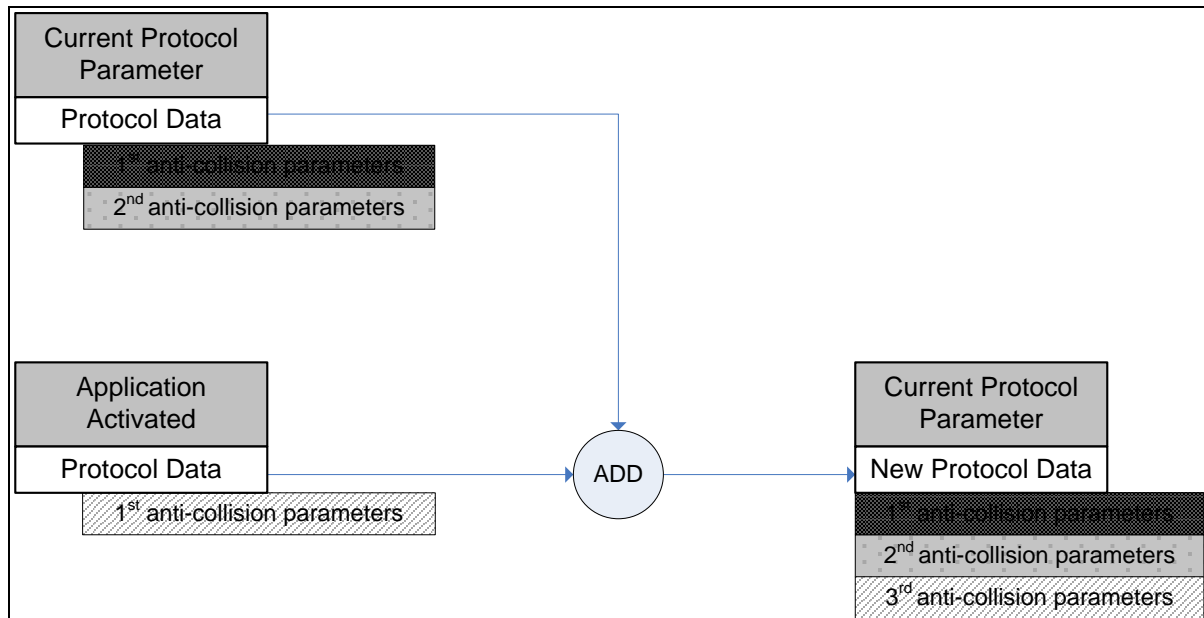 Current Protocol
Parameter
Protocol Data
1st anti-collision parameters
2nd anti-collision parameters
Application
Activated
Protocol Data
1st anti-collision parameters
ADD
Current Protocol
Parameter
New Protocol Data
1st anti-collision parameters
2nd anti-collision parameters
3rd anti-collision parameters